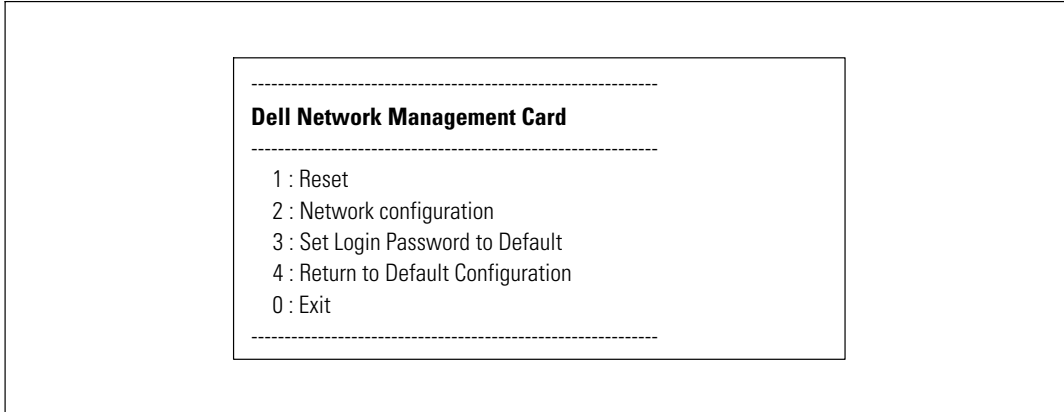 -------------------------------------------------------------
Dell Network Management Card
-------------------------------------------------------------
1 : Reset
2 : Network configuration
3 : Set Login Password to Default
4 : Return to Default Configuration
0 : Exit
-------------------------------------------------------------